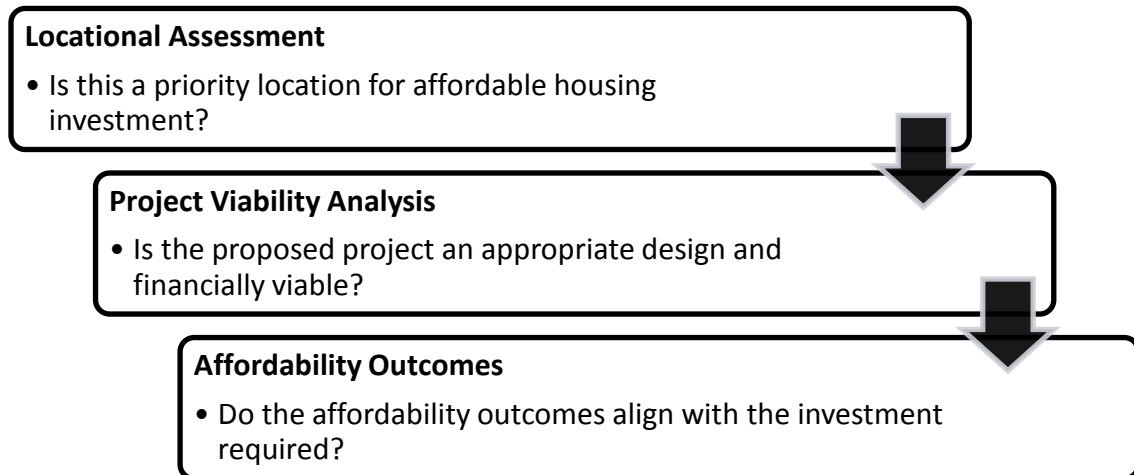 Locational Assessment
• Is this a priority location for affordable housing
investment?
Project Viability Analysis
• Is the proposed project an appropriate design and
financially viable?
Affordability Outcomes
• Do the affordability outcomes align with the investment
required?